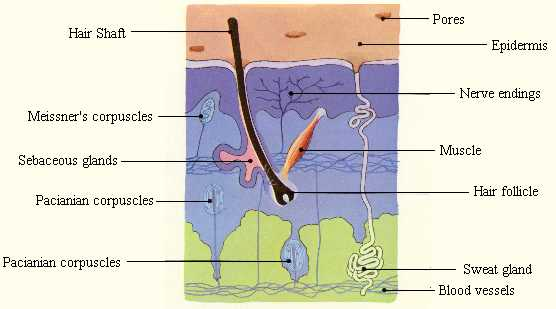 Hair Shaft
Pores
Epidermis
Nerve endings
Meissner's corpuscles
Muscle
Sebaceous glands
Hair follicle
Pacianian corpuscles
Pacianian corpuscles
Sweat gland
Blood vessels